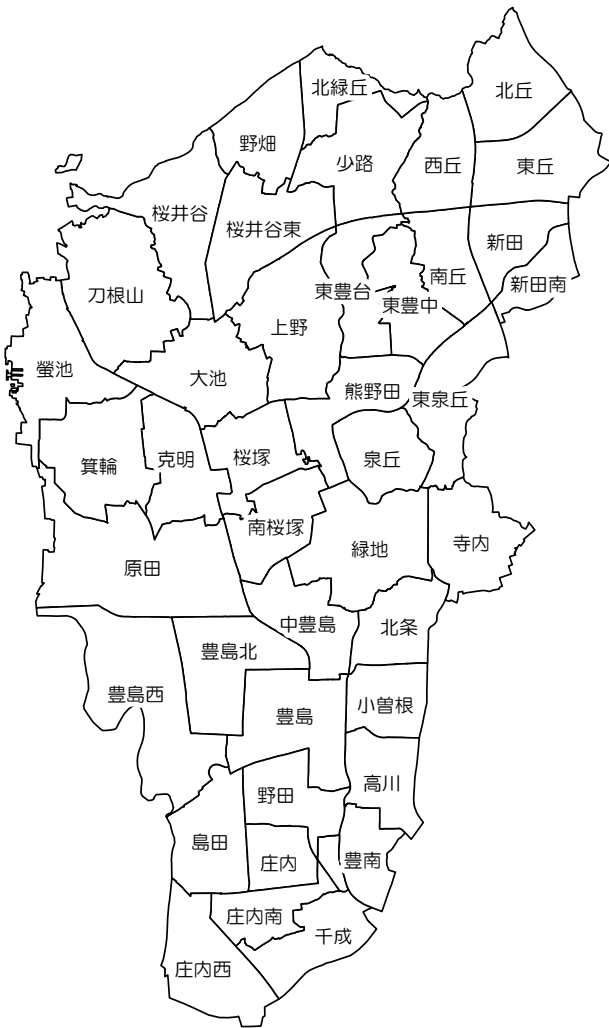 北丘
北緑丘
野畑
少路
西丘
東丘
桜井谷
桜井谷東
新田
南丘
新田南
刀根山
東豊台
東豊中
上野
螢池
大池
熊野田
東泉丘
箕輪
克明
桜塚
泉丘
南桜塚
緑地
寺内
原田
中豊島
北条
豊島北
豊島西
豊島
小曽根
野田
高川
島田
庄内
豊南
庄内南
千成
庄内西